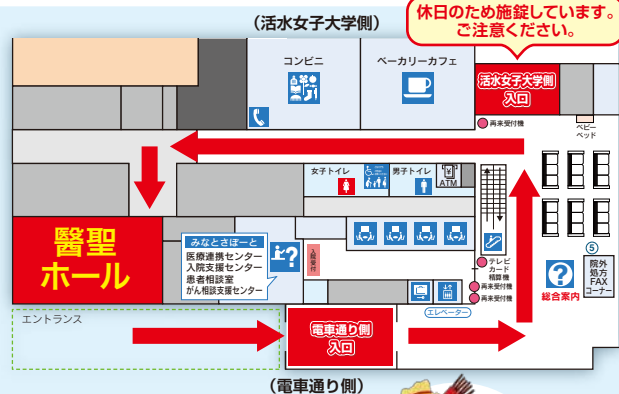 （活水女子大学側）
休日のため施錠しています。
ご注意ください。
コンビニ
ベーカリーカフェ
活水女子大学側
入口
再来受付機
ベビー
ベッド
女子トイレ
男子トイレ
ATM
醫聖
ホール
みなとさぽーと
医療連携センター
入院支援センター
患者相談室
がん相談支援センター
入院受付
テレビ
カード
精算機
再来受付機
再来受付機
エレベーター
総合案内
⑤
院外
処方
FAX
コーナー
エントランス
電車通り側
入口
（電車通り側）